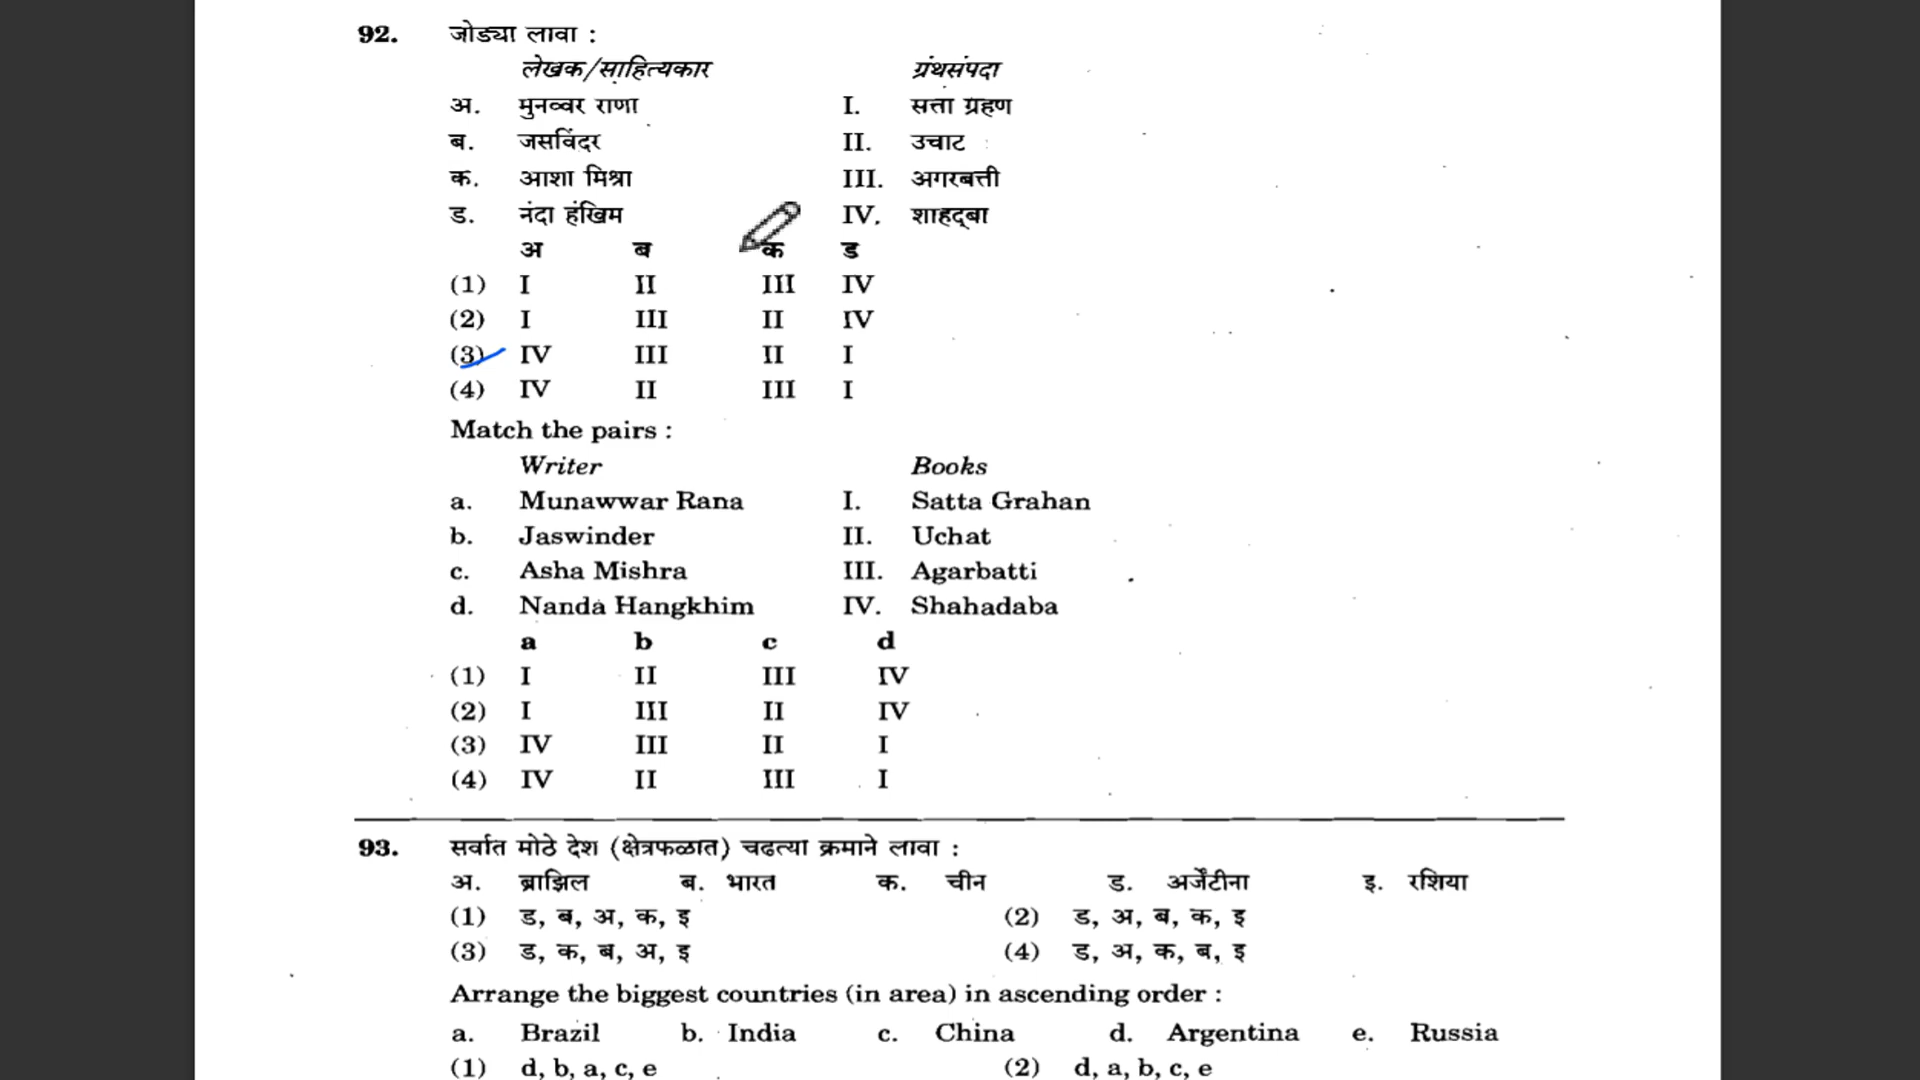 92. जोड्या लावा :
लेखक/साहित्यकार ग्रंथसंपदा
अ. मुनव्वर राणा I. सत्ता ग्रहण
ब. जसविंदर II. उचाट
क. आशा मिश्रा III. अगरबत्ती
ड. नंदा हंखिम IV. शाहद्बा
अ ब क ड
(1) I II III IV
(2) I III II IV
(3) IV III II I
(4) IV II III I
Match the pairs :
Writer Books
a. Munawwar Rana I. Satta Grahan
b. Jaswinder II. Uchat
c. Asha Mishra III. Agarbatti
d. Nanda Hangkhim IV. Shahadaba
a b c d
(1) I II III IV
(2) I III II IV
(3) IV III II I
(4) IV II III I
93. सर्वात मोठे देश (क्षेत्रफळात) चढत्या क्रमाने लावा :
अ. ब्राझिल ब. भारत क. चीन ड. अर्जेंटीना इ. रशिया
(1) ड, ब, अ, क, इ (2) ड, अ, ब, क, इ
(3) ड, क, ब, अ, इ (4) ड, अ, क, ब, इ
Arrange the biggest countries (in area) in ascending order :
a. Brazil b. India c. China d. Argentina e. Russia
(1) d, b, a, c, e (2) d, a, b, c, e